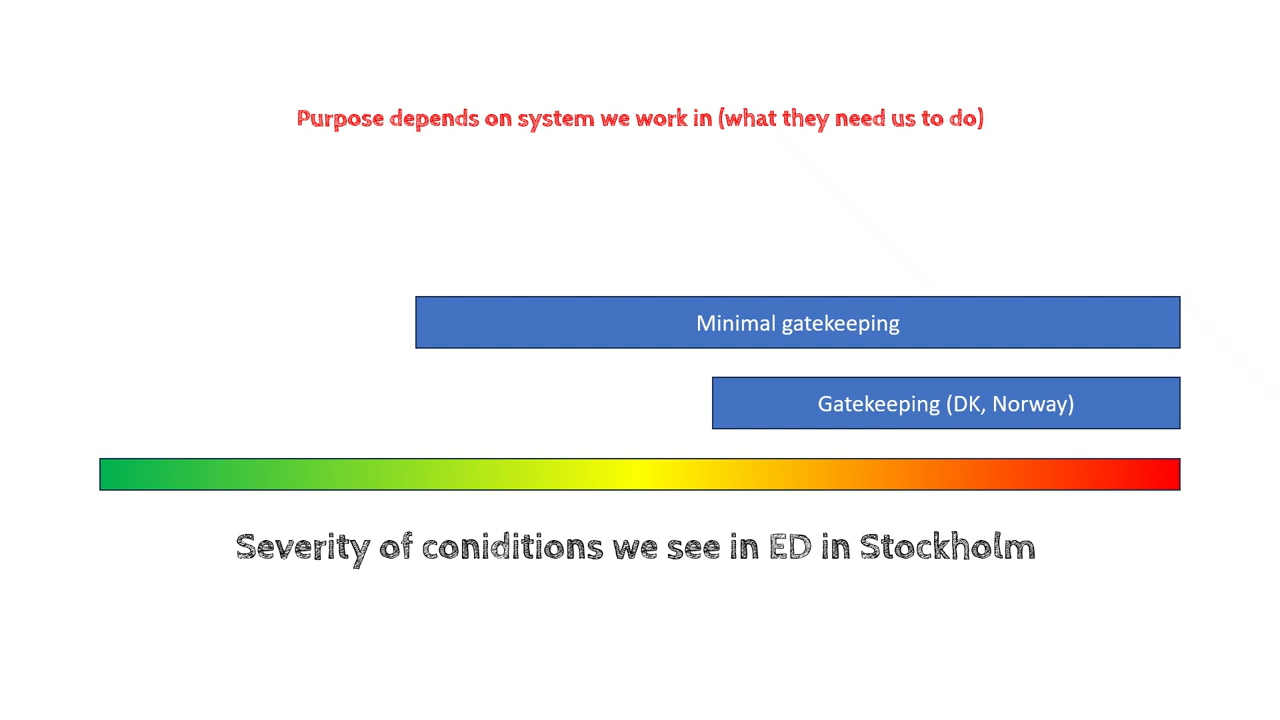 Purpose depends on system we work in (what they need us to do)
Minimal gatekeeping
Gatekeeping (DK, Norway)
Severity of coniditions we see in ED in Stockholm